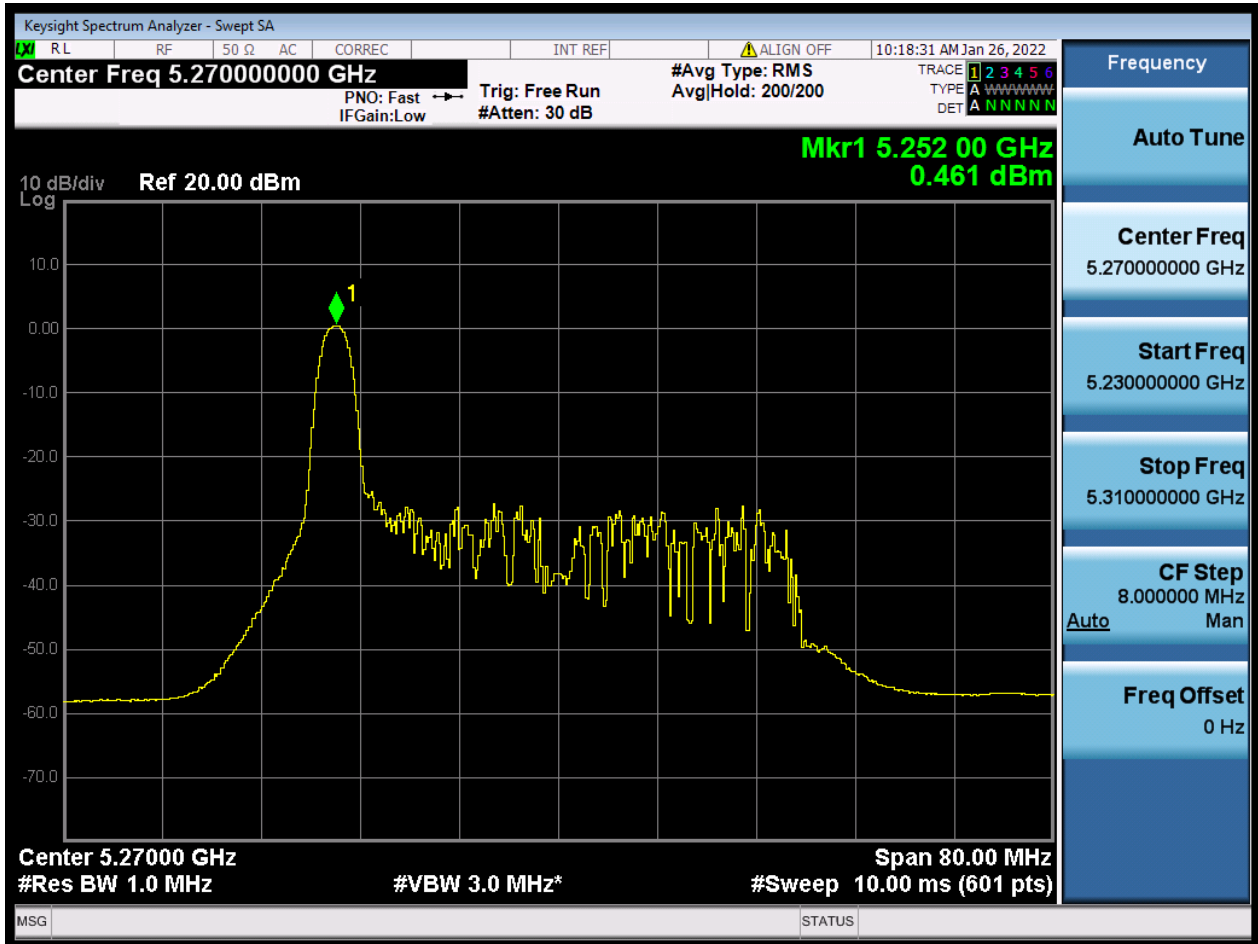 Keysight Spectrum Analyzer - Swept SA
LXI RL RF 50 Ω AC CORREC INT REF ALIGN OFF 10:18:31 AM Jan 26, 2022
Center Freq 5.270000000 GHz
PNO: Fast
IFGain:Low
Trig: Free Run
#Atten: 30 dB
#Avg Type: RMS
Avg|Hold: 200/200
TRACE 1 2 3 4 5 6
TYPE A WWWWW
DET A N N N N N
Mkr1 5.252 00 GHz
0.461 dBm
10 dB/div Ref 20.00 dBm
Log
1
10.0
0.00
-10.0
-20.0
-30.0
-40.0
-50.0
-60.0
-70.0
Center 5.27000 GHz Span 80.00 MHz
#Res BW 1.0 MHz #VBW 3.0 MHz* #Sweep 10.00 ms (601 pts)
MSG STATUS
Frequency
Auto Tune
Center Freq
5.270000000 GHz
Start Freq
5.230000000 GHz
Stop Freq
5.310000000 GHz
CF Step
8.000000 MHz
Auto Man
Freq Offset
0 Hz